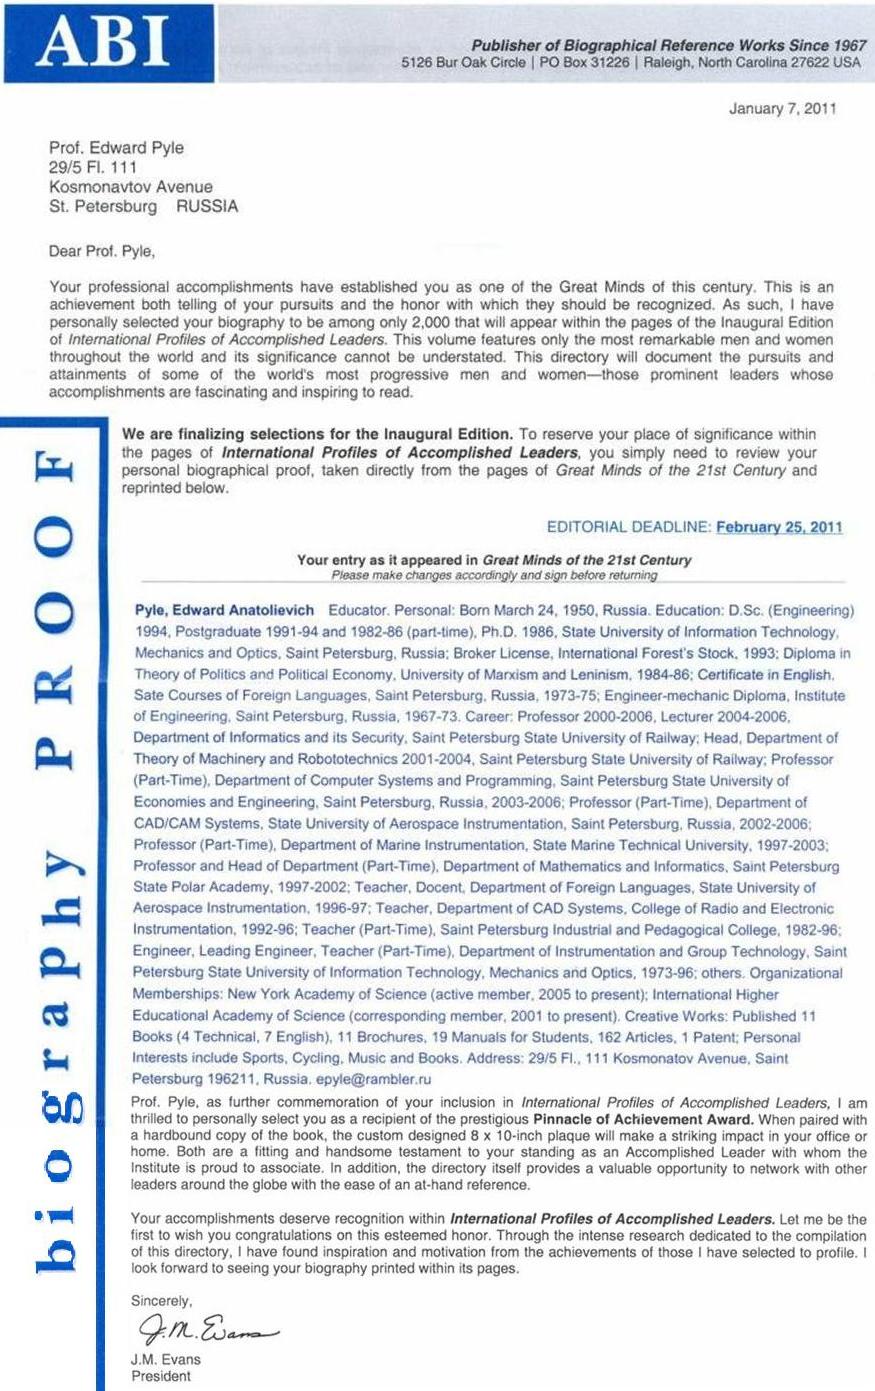 ABI
Publisher of Biographical Reference Works Since 1967
5126 Bur Oak Circle | PO Box 31226 | Raleigh, North Carolina 27622 USA
January 7, 2011
Prof. Edward Pyle
29/5 Fl. 111
Kosmonavtov Avenue
St. Petersburg RUSSIA
Dear Prof. Pyle,
Your professional accomplishments have established you as one of the Great Minds of this century. This is an
achievement both telling of your pursuits and the honor with which they should be recognized. As such, I have
personally selected your biography to be among only 2,000 that will appear within the pages of the Inaugural Edition
of International Profiles of Accomplished Leaders. This volume features only the most remarkable men and women
throughout the world and its significance cannot be understated. This directory will document the pursuits and
attainments of some of the world's most progressive men and women—those prominent leaders whose
accomplishments are fascinating and inspiring to read.
We are finalizing selections for the Inaugural Edition. To reserve your place of significance within
the pages of International Profiles of Accomplished Leaders, you simply need to review your
personal biographical proof, taken directly from the pages of Great Minds of the 21st Century and
reprinted below.
EDITORIAL DEADLINE: February 25, 2011
Your entry as it appeared in Great Minds of the 21st Century
Please make changes accordingly and sign before returning
Pyle, Edward Anatolievich Educator. Personal: Born March 24, 1950, Russia. Education: D.Sc. (Engineering)
1994, Postgraduate 1991-94 and 1982-86 (part-time), Ph.D. 1986, State University of Information Technology,
Mechanics and Optics, Saint Petersburg, Russia; Broker License, International Forest's Stock, 1993; Diploma in
Theory of Politics and Political Economy, University of Marxism and Leninism, 1984-86; Certificate in English,
Sate Courses of Foreign Languages, Saint Petersburg, Russia, 1973-75; Engineer-mechanic Diploma, Institute
of Engineering, Saint Petersburg, Russia, 1967-73. Career: Professor 2000-2006, Lecturer 2004-2006,
Department of Informatics and its Security, Saint Petersburg State University of Railway; Head, Department of
Theory of Machinery and Robototechnics 2001-2004, Saint Petersburg State University of Railway; Professor
(Part-Time), Department of Computer Systems and Programming, Saint Petersburg State University of
Economies and Engineering, Saint Petersburg, Russia, 2003-2006; Professor (Part-Time), Department of
CAD/CAM Systems, State University of Aerospace Instrumentation, Saint Petersburg, Russia, 2002-2006;
Professor (Part-Time), Department of Marine Instrumentation, State Marine Technical University, 1997-2003;
Professor and Head of Department (Part-Time), Department of Mathematics and Informatics, Saint Petersburg
State Polar Academy, 1997-2002; Teacher, Docent, Department of Foreign Languages, State University of
Aerospace Instrumentation, 1996-97; Teacher, Department of CAD Systems, College of Radio and Electronic
Instrumentation, 1992-96; Teacher (Part-Time), Saint Petersburg Industrial and Pedagogical College, 1982-96;
Engineer, Leading Engineer, Teacher (Part-Time), Department of Instrumentation and Group Technology, Saint
Petersburg State University of Information Technology, Mechanics and Optics, 1973-96; others. Organizational
Memberships: New York Academy of Science (active member, 2005 to present); International Higher
Educational Academy of Science (corresponding member, 2001 to present). Creative Works: Published 11
Books (4 Technical, 7 English), 11 Brochures, 19 Manuals for Students, 162 Articles, 1 Patent; Personal
Interests include Sports, Cycling, Music and Books. Address: 29/5 Fl., 111 Kosmonatov Avenue, Saint
Petersburg 196211, Russia. epyle@rambler.ru
Prof. Pyle, as further commemoration of your inclusion in International Profiles of Accomplished Leaders, I am
thrilled to personally select you as a recipient of the prestigious Pinnacle of Achievement Award. When paired with
a hardbound copy of the book, the custom designed 8 x 10-inch plaque will make a striking impact in your office or
home. Both are a fitting and handsome testament to your standing as an Accomplished Leader with whom the
Institute is proud to associate. In addition, the directory itself provides a valuable opportunity to network with other
leaders around the globe with the ease of an at-hand reference.
Your accomplishments deserve recognition within International Profiles of Accomplished Leaders. Let me be the
first to wish you congratulations on this esteemed honor. Through the intense research dedicated to the compilation
of this directory, I have found inspiration and motivation from the achievements of those I have selected to profile. I
look forward to seeing your biography printed within its pages.
Sincerely,
J.M. Evans
J.M. Evans
President
biography PROOF